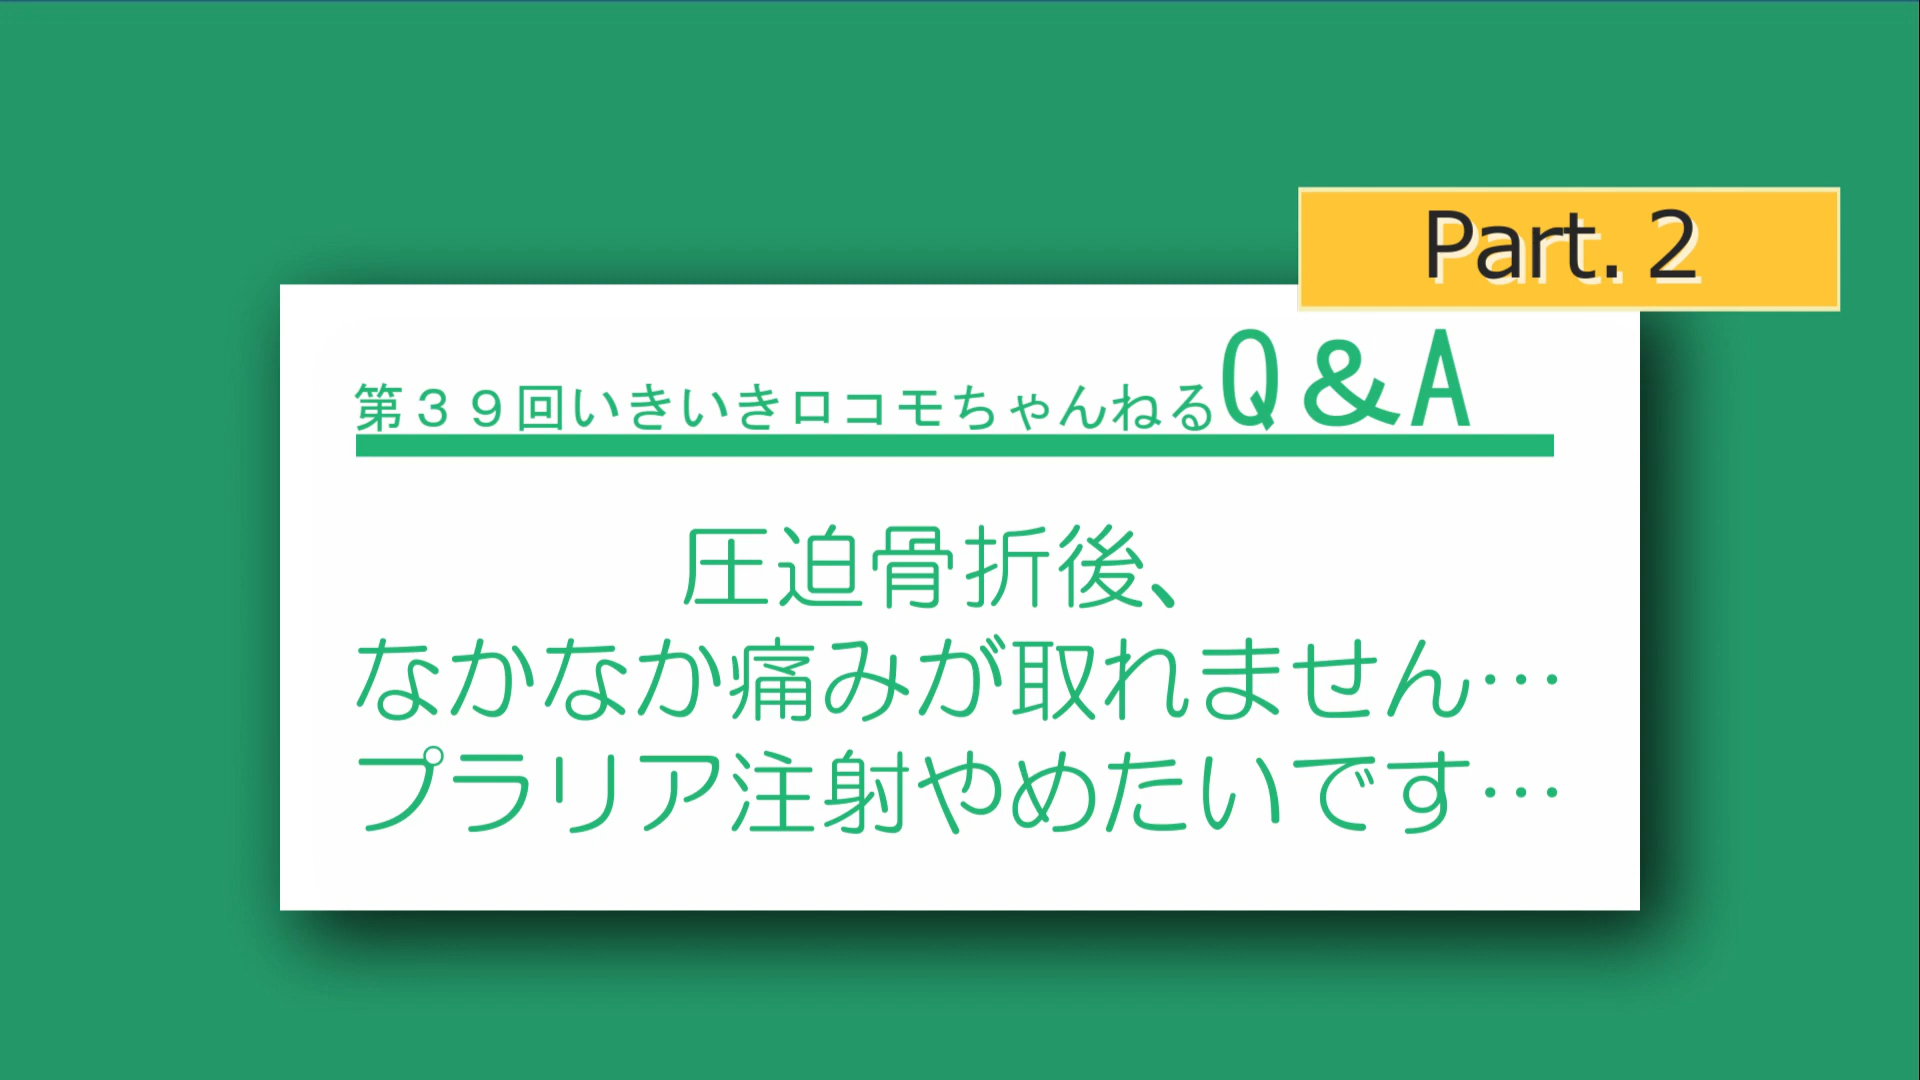 Part. 2
第３９回いきいきロコモちゃんねるQ&A
圧迫骨折後、
なかなか痛みが取れません…
プラリア注射やめたいです…